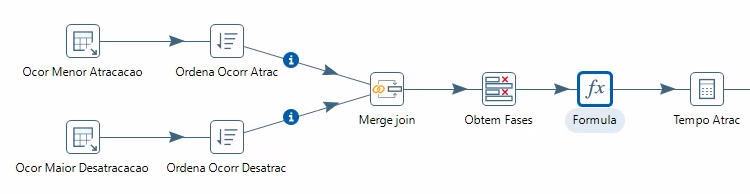 Ocor Menor Atracacao
Ordena Ocorr Atrac
Merge join
Obtem Fases
Formula
Tempo Atrac
Ocor Maior Desatracacao
Ordena Ocorr Desatrac